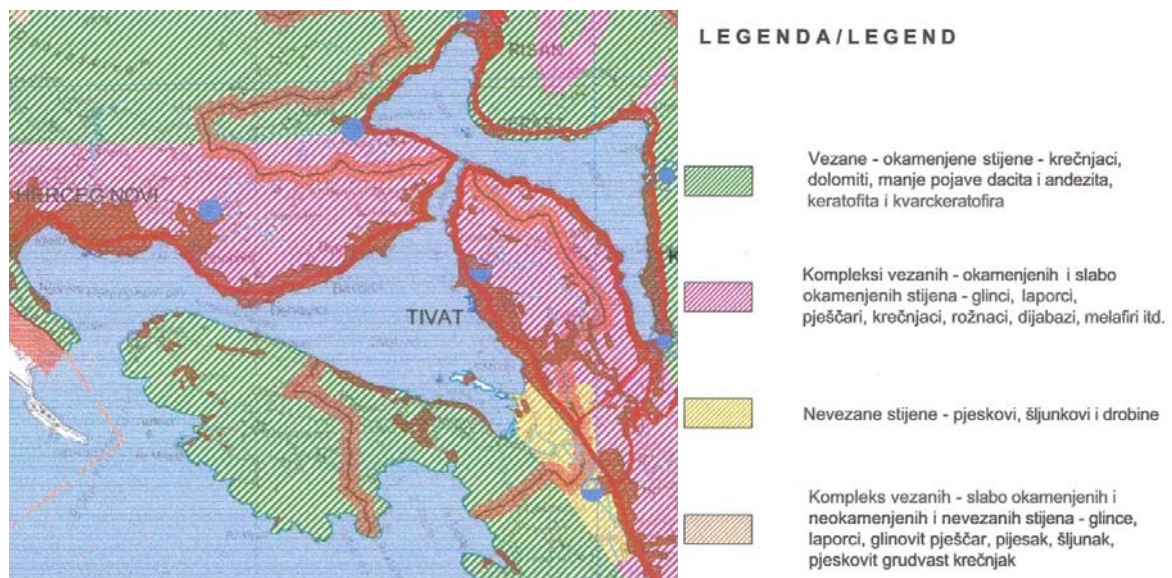 RISAN
PERAST
HERCEG NOVI
TIVAT
K
LEGENDA/LEGEND
Vezane - okamenjene stijene - krečnjaci,
dolomiti, manje pojave dacita i andezita,
keratofita i kvarckeratofira
Kompleksi vezanih - okamenjenih i slabo
okamenjenih stijena - glinci, laporci,
pješčari, krečnjaci, rožnaci, dijabazi, melafiri itd.
Nevezane stijene - pjeskovi, šljunkovi i drobine
Kompleks vezanih - slabo okamenjenih i
neokamenjenih i nevezanih stijena - glince,
laporci, glinovit pješčar, pijesak, šljunak,
pjeskovit grudvast krečnjak